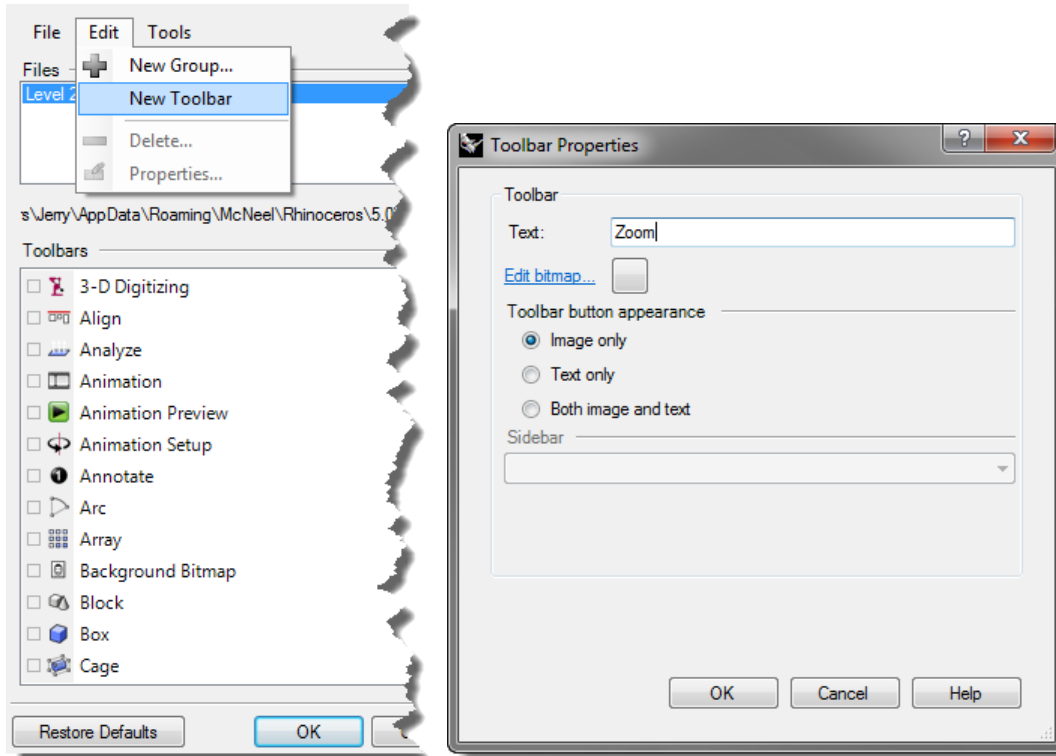 File Edit Tools
New Group...
Files
Level 2
New Toolbar
Delete...
Properties...
s\Jerry\AppData\Roaming\McNeel\Rhinoceros\5.0
Toolbars
3-D Digitizing
Align
Analyze
Animation
Animation Preview
Animation Setup
Annotate
Arc
Array
Background Bitmap
Block
Box
Cage
Restore Defaults OK
Toolbar Properties
Toolbar
Text: Zoom
Edit bitmap...
Toolbar button appearance
Image only
Text only
Both image and text
Sidebar
OK Cancel Help